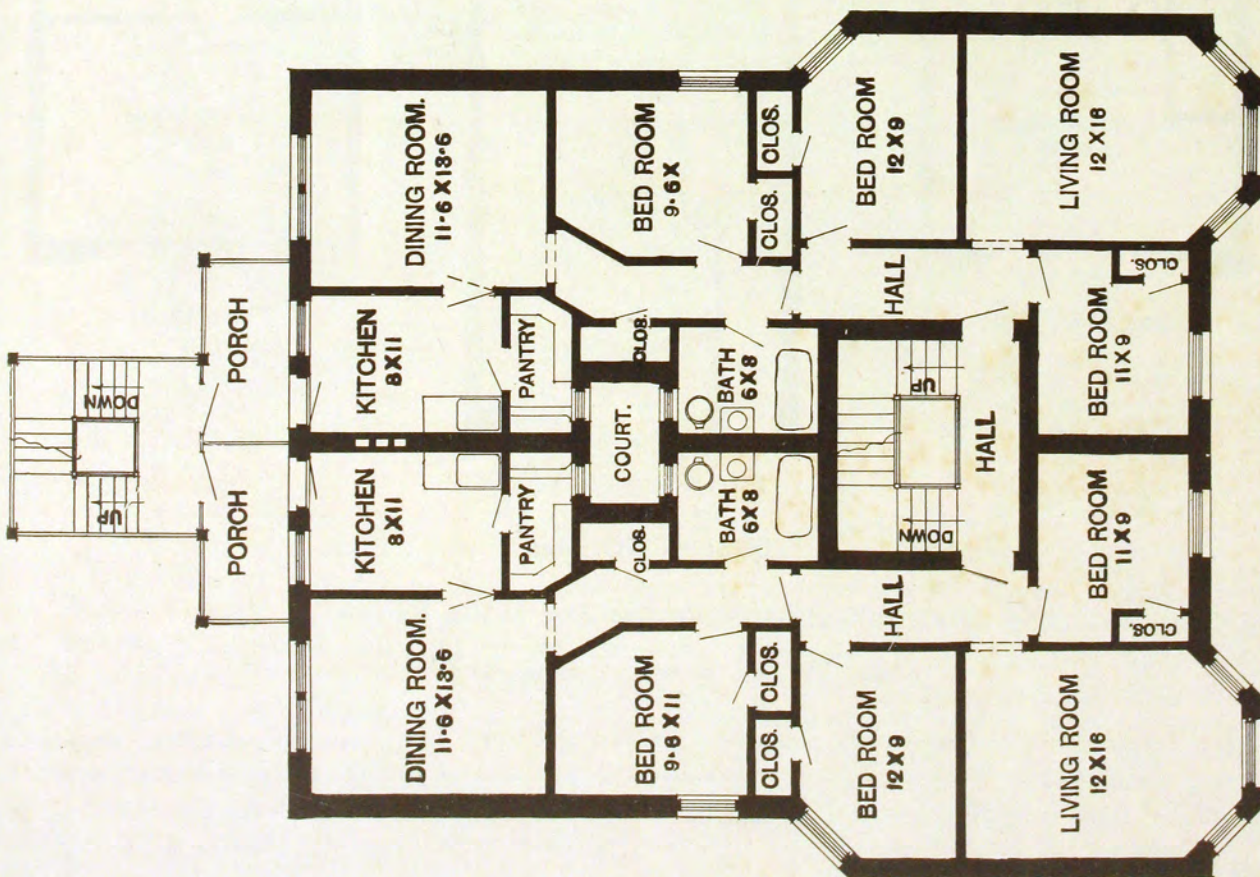 UP
DOWN
PORCH
PORCH
DINING ROOM.
11-6 X 13-6
KITCHEN
8 X 11
KITCHEN
8 X 11
DINING ROOM.
11-6 X 13-6
PANTRY
PANTRY
BED ROOM
9-6 X 11
CLOS.
COURT.
CLOS.
BED ROOM
9-6 X
CLOS.
CLOS.
BATH
6 X 8
BATH
6 X 8
CLOS.
CLOS.
BED ROOM
12 X 9
HALL
DOWN
UP
HALL
BED ROOM
12 X 9
HALL
LIVING ROOM
12 X 16
BED ROOM
11 X 9
BED ROOM
11 X 9
LIVING ROOM
12 X 16
CLOS.
CLOS.